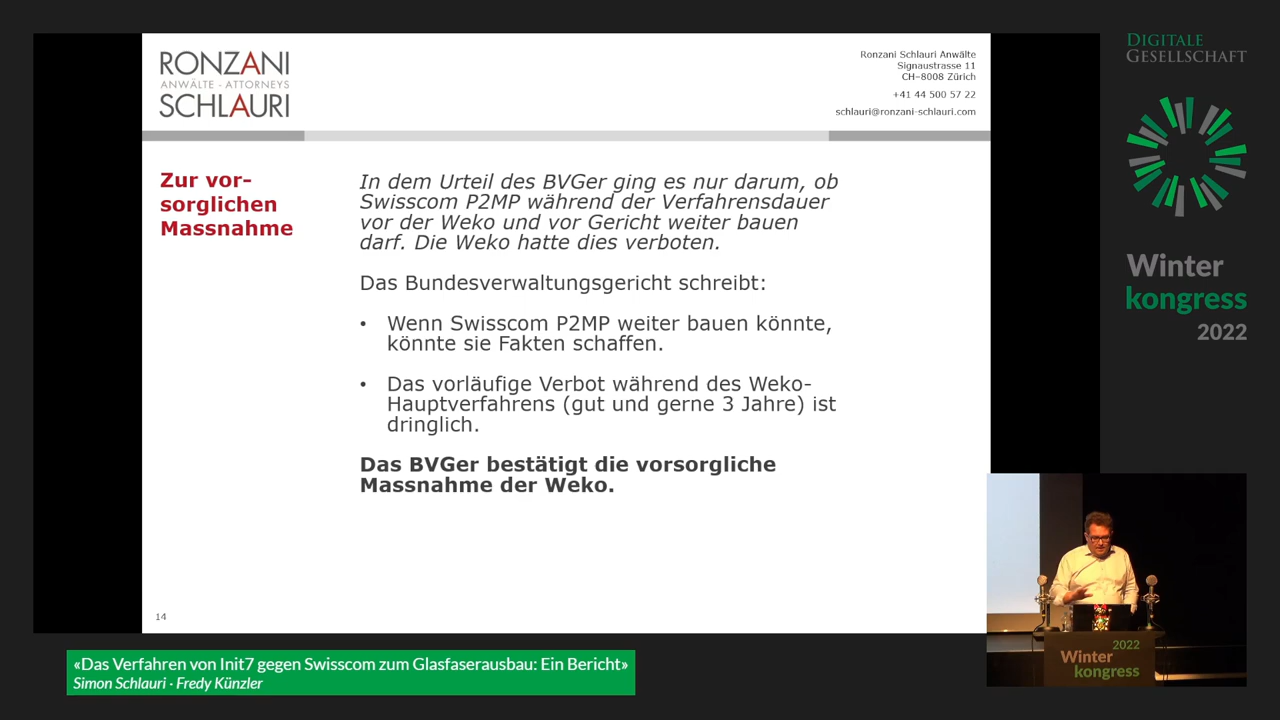 RONZANI
ANWÄLTE · ATTORNEYS
SCHLAURI
Ronzani Schlauri Anwälte
Signaustrasse 11
CH–8008 Zürich
+41 44 500 57 22
schlauri@ronzani-schlauri.com
Zur vor-
sorglichen
Massnahme
In dem Urteil des BVGer ging es nur darum, ob
Swisscom P2MP während der Verfahrensdauer
vor der Weko und vor Gericht weiter bauen
darf. Die Weko hatte dies verboten.
Das Bundesverwaltungsgericht schreibt:
• Wenn Swisscom P2MP weiter bauen könnte,
könnte sie Fakten schaffen.
• Das vorläufige Verbot während des Weko-
Hauptverfahrens (gut und gerne 3 Jahre) ist
dringlich.
Das BVGer bestätigt die vorsorgliche
Massnahme der Weko.
14
DIGITALE
GESELLSCHAFT
Winter
kongress
2022
2022
Winter
kongress
«Das Verfahren von Init7 gegen Swisscom zum Glasfaserausbau: Ein Bericht»
Simon Schlauri · Fredy Künzler